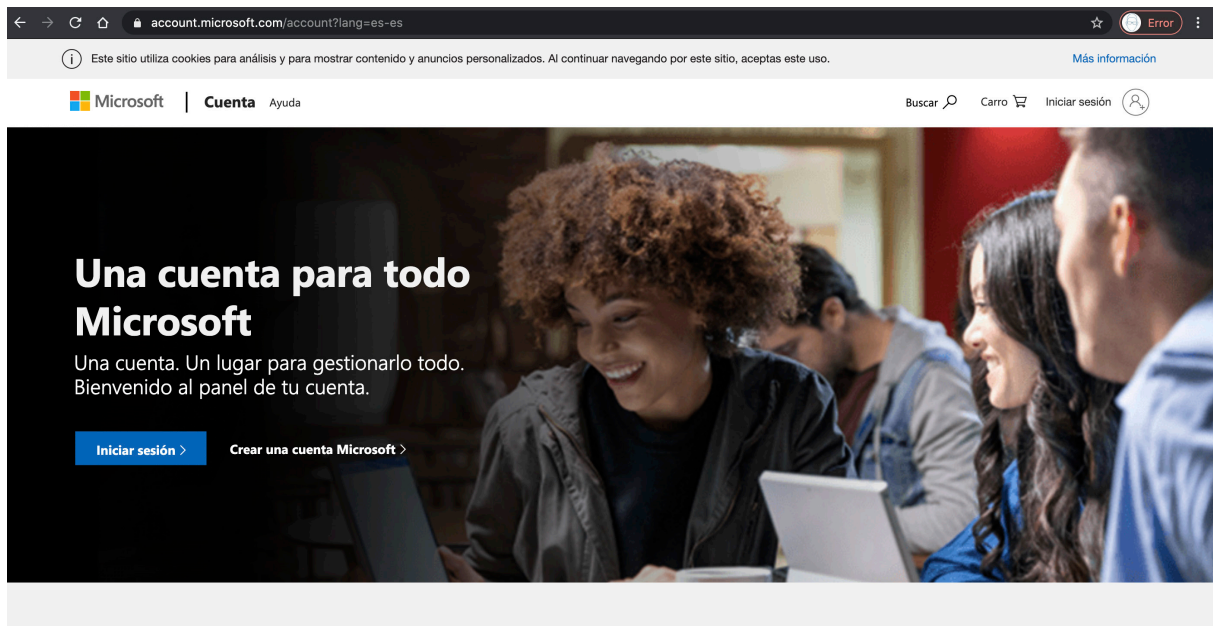 account.microsoft.com/account?lang=es-es
Error
Este sitio utiliza cookies para análisis y para mostrar contenido y anuncios personalizados. Al continuar navegando por este sitio, aceptas este uso.
Más información
Microsoft
Cuenta
Ayuda
Buscar
Carro
Iniciar sesión
Una cuenta para todo
Microsoft
Una cuenta. Un lugar para gestionarlo todo.
Bienvenido al panel de tu cuenta.
Iniciar sesión >
Crear una cuenta Microsoft >